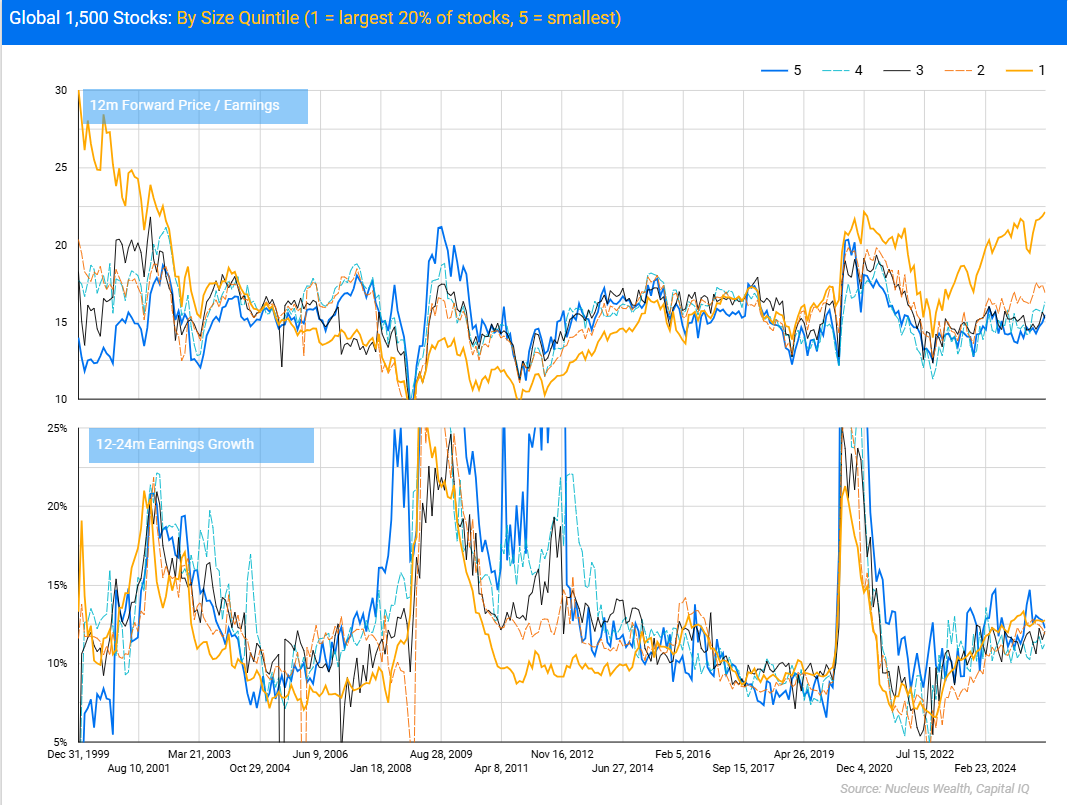 Global 1,500 Stocks: By Size Quintile (1 = largest 20% of stocks, 5 = smallest)
5 4 3 2 1
12m Forward Price / Earnings
30
25
20
15
10
12-24m Earnings Growth
25%
20%
15%
10%
5%
Dec 31, 1999 Mar 21, 2003 Jun 9, 2006 Aug 28, 2009 Nov 16, 2012 Feb 5, 2016 Apr 26, 2019 Jul 15, 2022
Aug 10, 2001 Oct 29, 2004 Jan 18, 2008 Apr 8, 2011 Jun 27, 2014 Sep 15, 2017 Dec 4, 2020 Feb 23, 2024
Source: Nucleus Wealth, Capital IQ